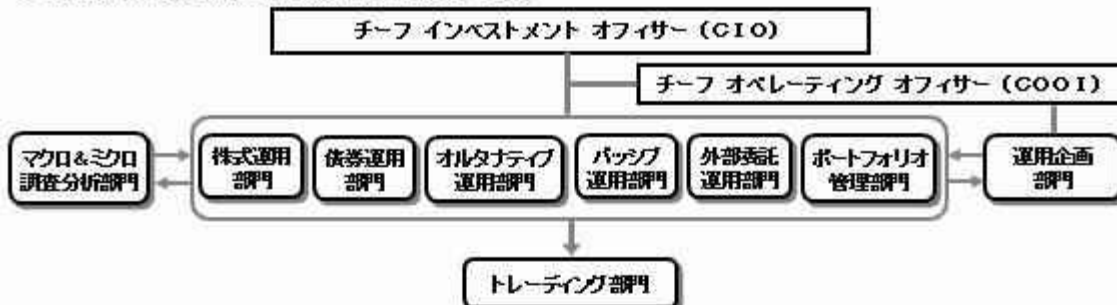 チーフ インベストメント オフィサー (CIO)
チーフ オペレーティング オフィサー (COOI)
マクロ&ミクロ
調査分析部門
株式運用
部門
債券運用
部門
オルタナティブ
運用部門
パッシブ
運用部門
外部委託
運用部門
ポートフォリオ
管理部門
運用企画
部門
トレーディング部門